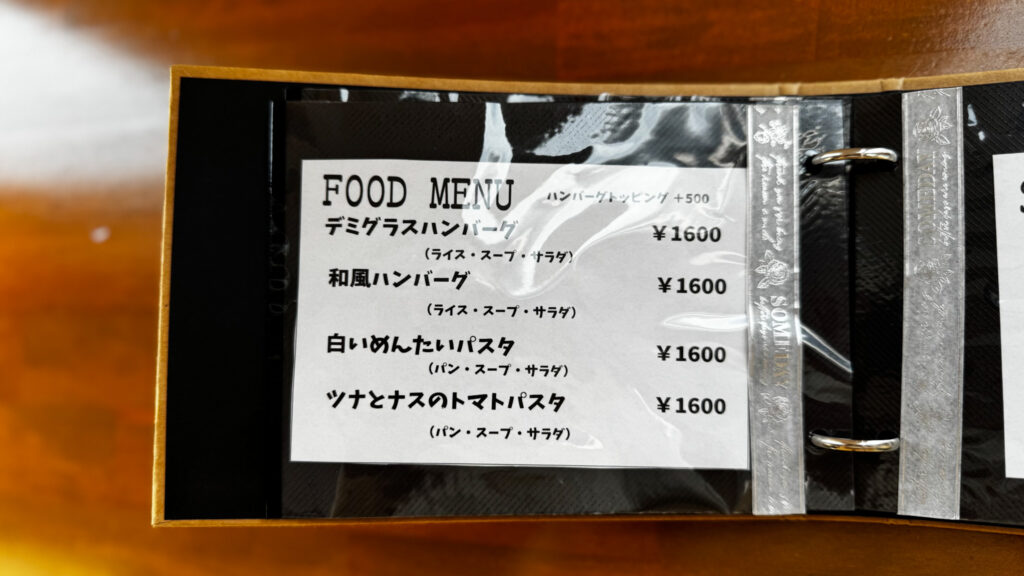 FOOD MENU ハンバーグトッピング +500
デミグラスハンバーグ ¥1600
(ライス・スープ・サラダ)
和風ハンバーグ ¥1600
(ライス・スープ・サラダ)
白いめんたいパスタ ¥1600
(パン・スープ・サラダ)
ツナとナスのトマトパスタ ¥1600
(パン・スープ・サラダ)